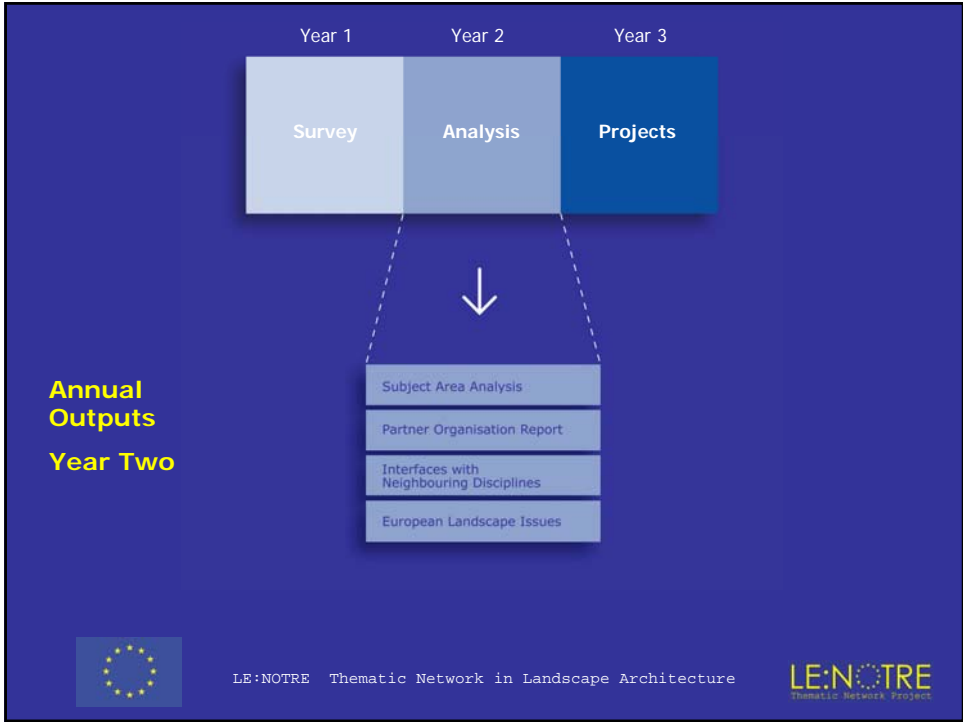 Year 1 Year 2 Year 3
Survey Analysis Projects
Annual
Outputs
Year Two
Subject Area Analysis
Partner Organisation Report
Interfaces with
Neighbouring Disciplines
European Landscape Issues
LE:NOTRE Thematic Network in Landscape Architecture
LE:NOTRE
Thematic Network Project